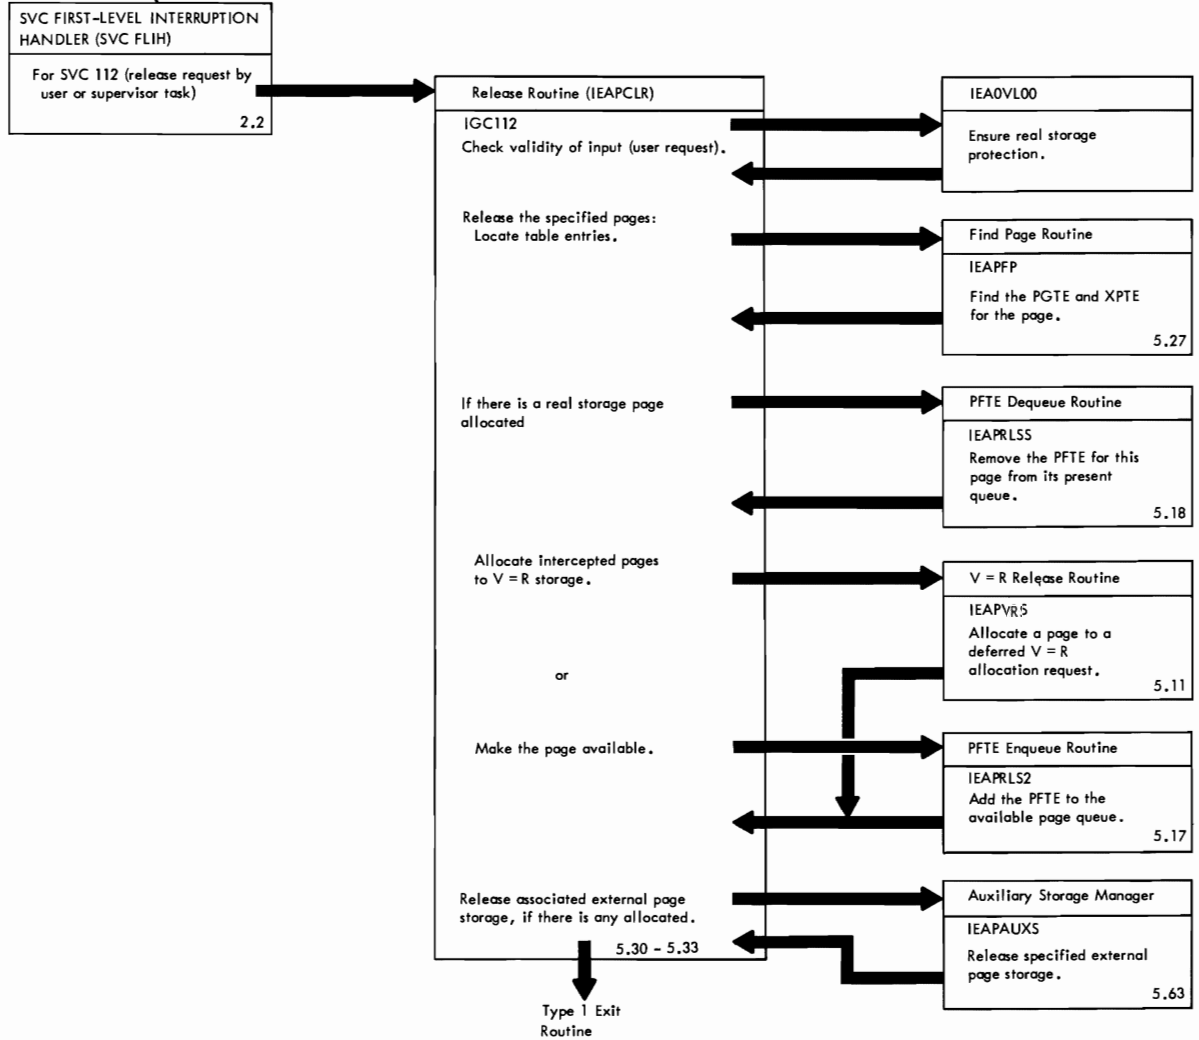 SVC FIRST-LEVEL INTERRUPTION
HANDLER (SVC FLIH)
For SVC 112 (release request by
user or supervisor task)
2.2
Release Routine (IEAPCLR)
IGC112
Check validity of input (user request).
IEA0VL00
Ensure real storage
protection.
Release the specified pages:
Locate table entries.
Find Page Routine
IEAPFP
Find the PGTE and XPTE
for the page.
5.27
If there is a real storage page
allocated
PFTE Dequeue Routine
IEAPRLSS
Remove the PFTE for this
page from its present
queue.
5.18
Allocate intercepted pages
to V = R storage.
V = R Release Routine
Allocate a page to a
deferred V = R
allocation request.
5.11
or
Make the page available.
PFTE Enqueue Routine
IEAPRLS2
Add the PFTE to the
available page queue.
5.17
Release associated external page
storage, if there is any allocated.
5.30 - 5.33
Auxiliary Storage Manager
IEAPAUXS
Release specified external
page storage.
5.63
Type 1 Exit
Routine